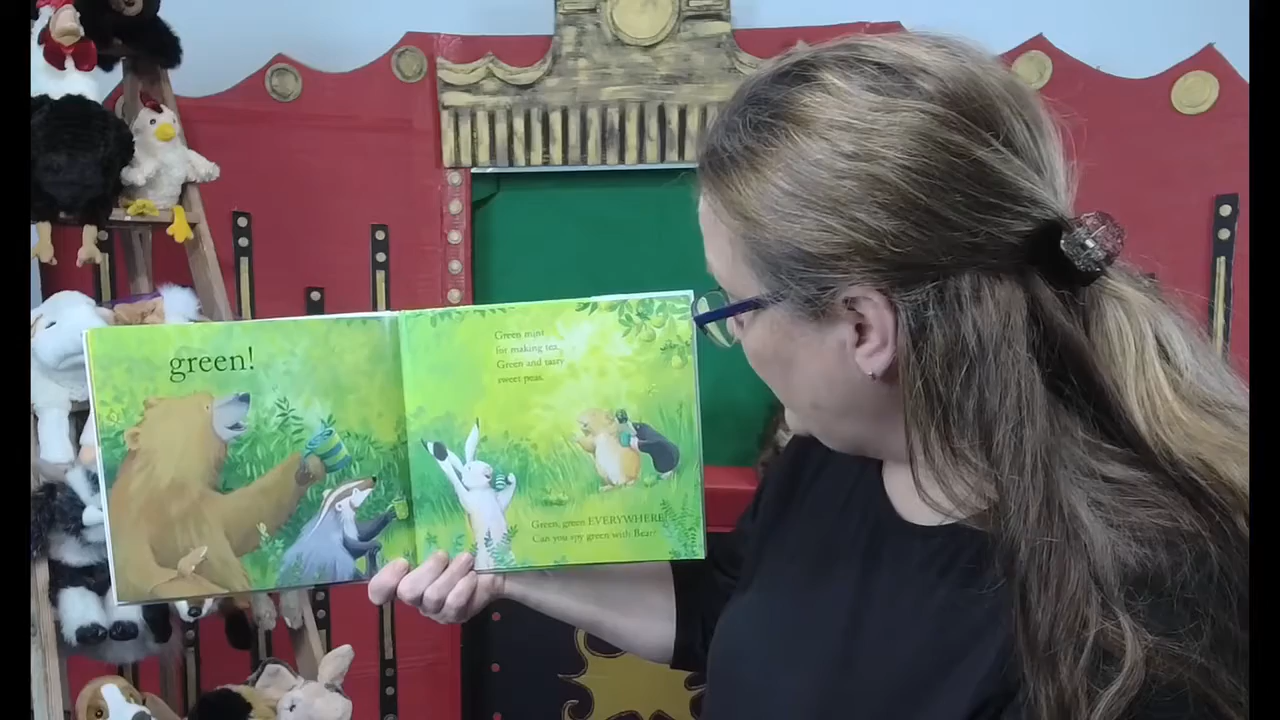 green!
Green mint
for making tea.
Green and tasty
sweet peas.
Green, green EVERYWHERE!
Can you spy green with Bear?